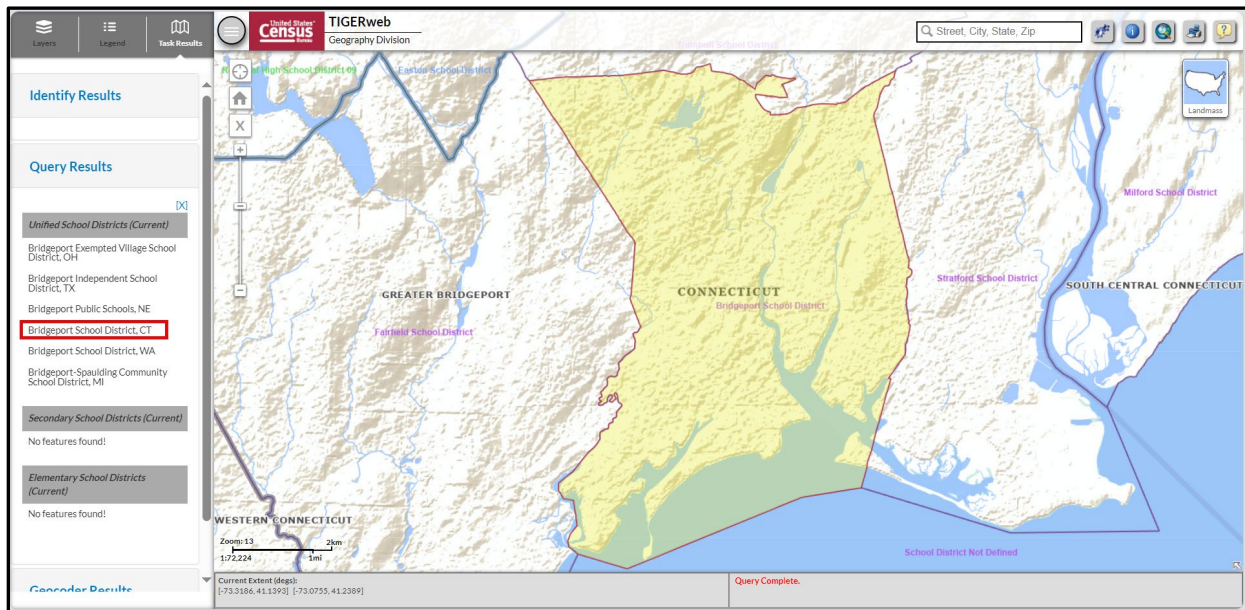 Layers
Legend
Task Results
United States®
Census
Bureau
TIGERweb
Geography Division
Street, City, State, Zip
Identify Results
Query Results
[X]
Unified School Districts (Current)
Bridgeport Exempted Village School
District, OH
Bridgeport Independent School
District, TX
Bridgeport Public Schools, NE
Bridgeport School District, CT
Bridgeport School District, WA
Bridgeport-Spaulding Community
School District, MI
Secondary School Districts (Current)
No features found!
Elementary School Districts
(Current)
No features found!
Geocoder Results
School District
High School District 09
Easton School District
X
Landmass
Milford School District
GREATER BRIDGEPORT
CONNECTICUT
Bridgeport School District
Stratford School District
SOUTH CENTRAL CONNECTICUT
Fairfield School District
WESTERN CONNECTICUT
School District Not Defined
Zoom: 13
2km
1:72,224
1mi
Current Extent (degs):
[-73.3186, 41.1393] [-73.0755, 41.2389]
Query Complete.